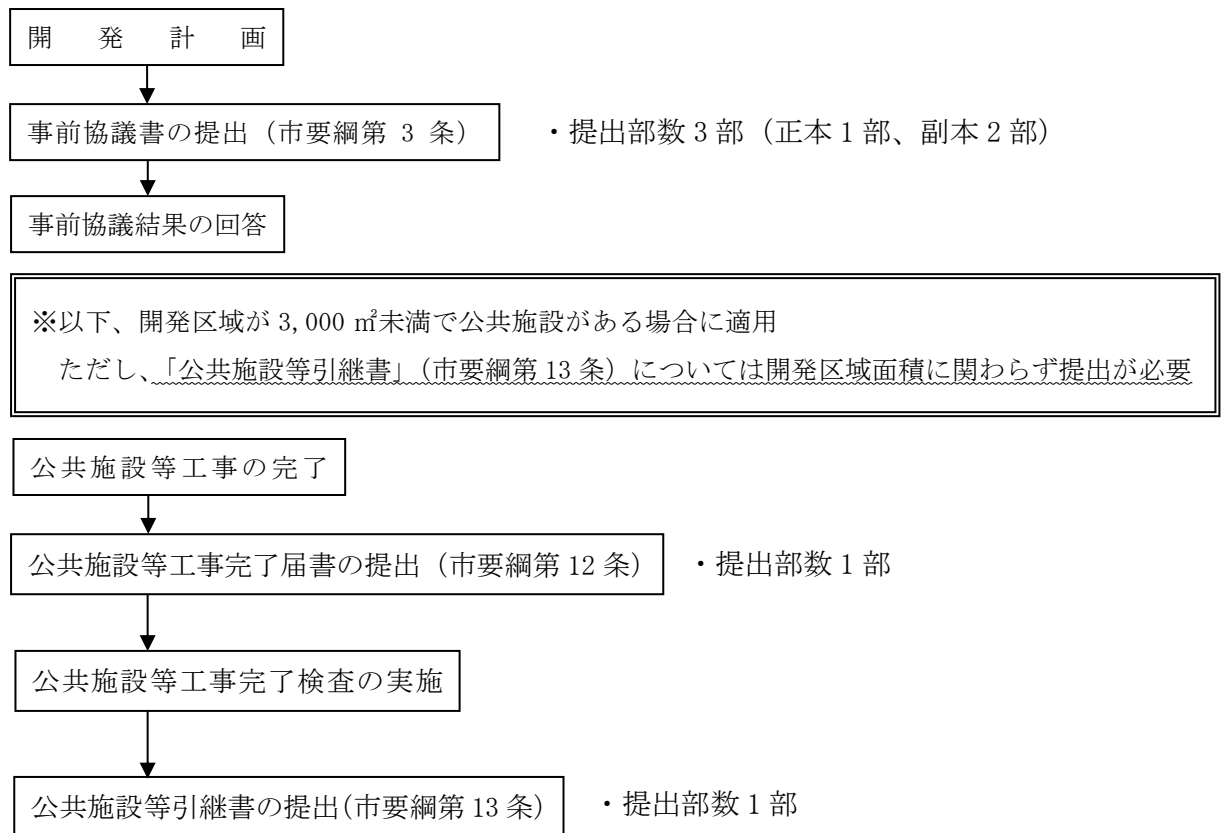 開　発　計　画
事前協議書の提出（市要綱第 3 条） ・提出部数 3 部（正本 1 部、副本 2 部）
事前協議結果の回答
※以下、開発区域が 3,000 ㎡未満で公共施設がある場合に適用
ただし、「公共施設等引継書」（市要綱第 13 条）については開発区域面積に関わらず提出が必要
公共施設等工事の完了
公共施設等工事完了届書の提出（市要綱第 12 条） ・提出部数 1 部
公共施設等工事完了検査の実施
公共施設等引継書の提出(市要綱第 13 条) ・提出部数 1 部